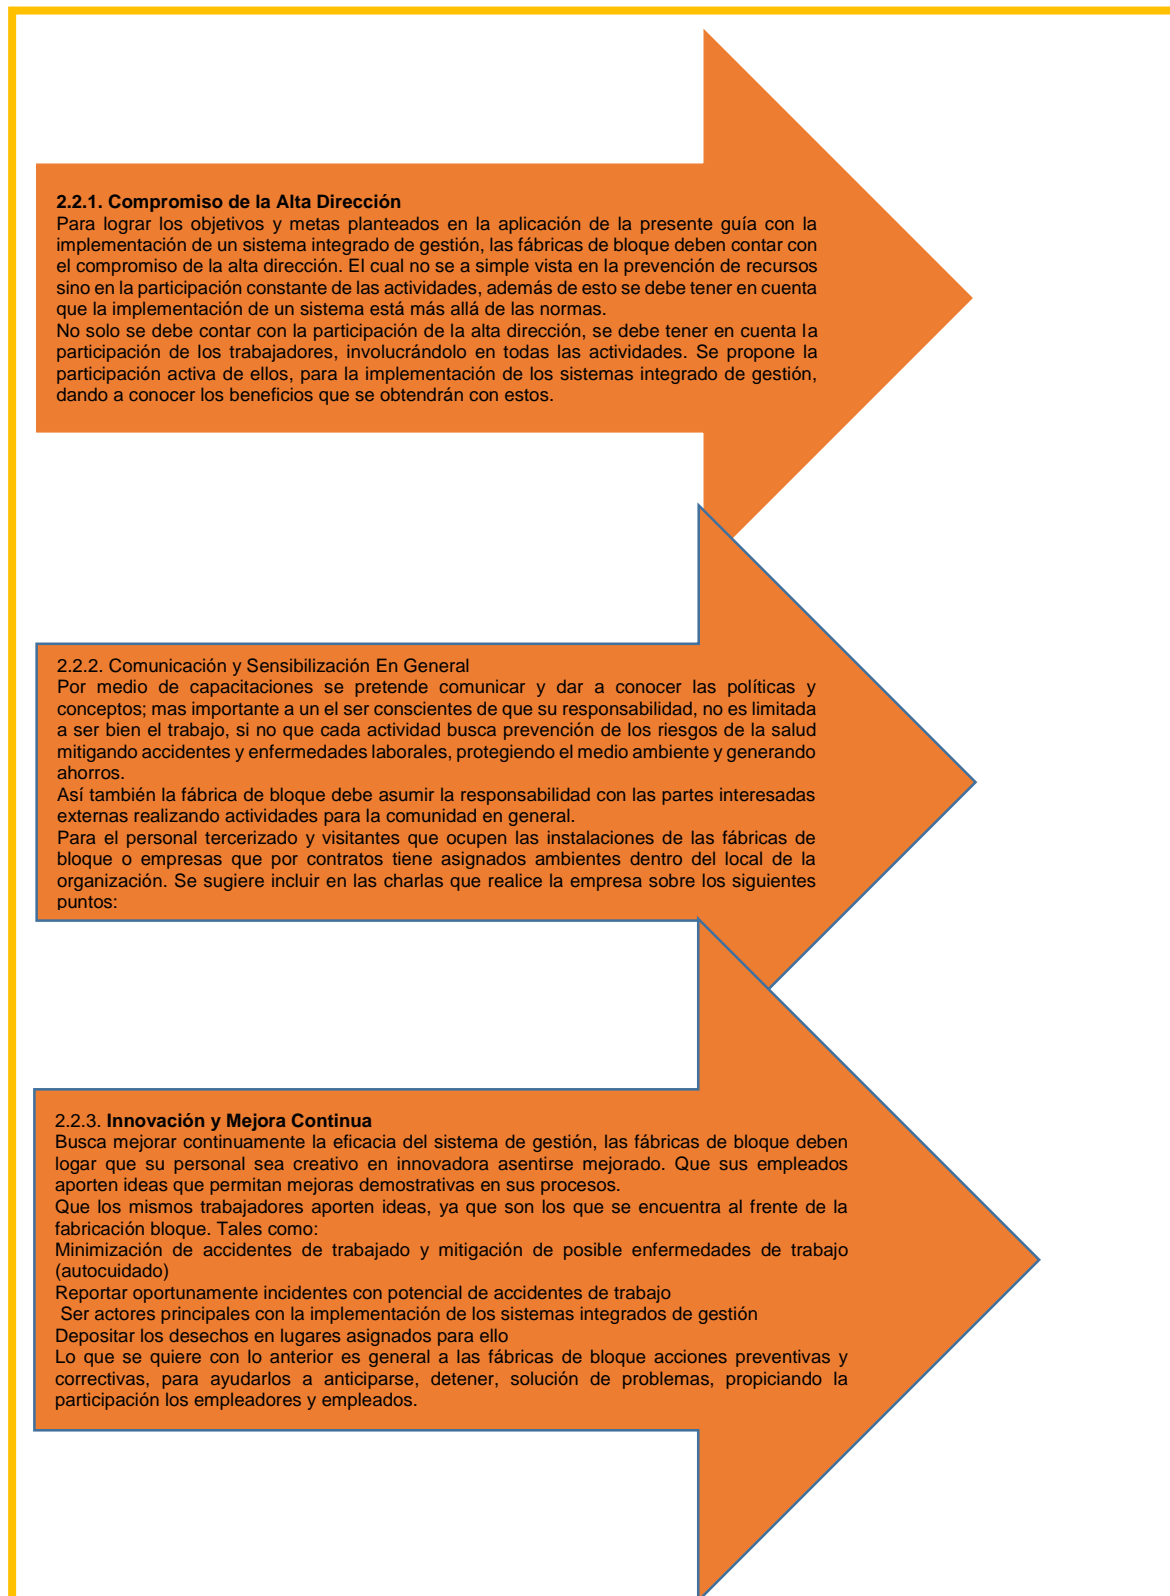 2.2.1. Compromiso de la Alta Dirección
Para lograr los objetivos y metas planteados en la aplicación de la presente guía con la
implementación de un sistema integrado de gestión, las fábricas de bloque deben contar con
el compromiso de la alta dirección. El cual no se a simple vista en la prevención de recursos
sino en la participación constante de las actividades, además de esto se debe tener en cuenta
que la implementación de un sistema está más allá de las normas.
No solo se debe contar con la participación de la alta dirección, se debe tener en cuenta la
participación de los trabajadores, involucrándolo en todas las actividades. Se propone la
participación activa de ellos, para la implementación de los sistemas integrado de gestión,
dando a conocer los beneficios que se obtendrán con estos.
2.2.2. Comunicación y Sensibilización En General
Por medio de capacitaciones se pretende comunicar y dar a conocer las políticas y
conceptos; mas importante a un el ser conscientes de que su responsabilidad, no es limitada
a ser bien el trabajo, si no que cada actividad busca prevención de los riesgos de la salud
mitigando accidentes y enfermedades laborales, protegiendo el medio ambiente y generando
ahorros.
Así también la fábrica de bloque debe asumir la responsabilidad con las partes interesadas
externas realizando actividades para la comunidad en general.
Para el personal tercerizado y visitantes que ocupen las instalaciones de las fábricas de
bloque o empresas que por contratos tiene asignados ambientes dentro del local de la
organización. Se sugiere incluir en las charlas que realice la empresa sobre los siguientes
puntos:
2.2.3. Innovación y Mejora Continua
Busca mejorar continuamente la eficacia del sistema de gestión, las fábricas de bloque deben
logar que su personal sea creativo en innovadora asentirse mejorado. Que sus empleados
aporten ideas que permitan mejoras demostrativas en sus procesos.
Que los mismos trabajadores aporten ideas, ya que son los que se encuentra al frente de la
fabricación bloque. Tales como:
Minimización de accidentes de trabajado y mitigación de posible enfermedades de trabajo
(autocuidado)
Reportar oportunamente incidentes con potencial de accidentes de trabajo
Ser actores principales con la implementación de los sistemas integrados de gestión
Depositar los desechos en lugares asignados para ello
Lo que se quiere con lo anterior es general a las fábricas de bloque acciones preventivas y
correctivas, para ayudarlos a anticiparse, detener, solución de problemas, propiciando la
participación los empleadores y empleados.